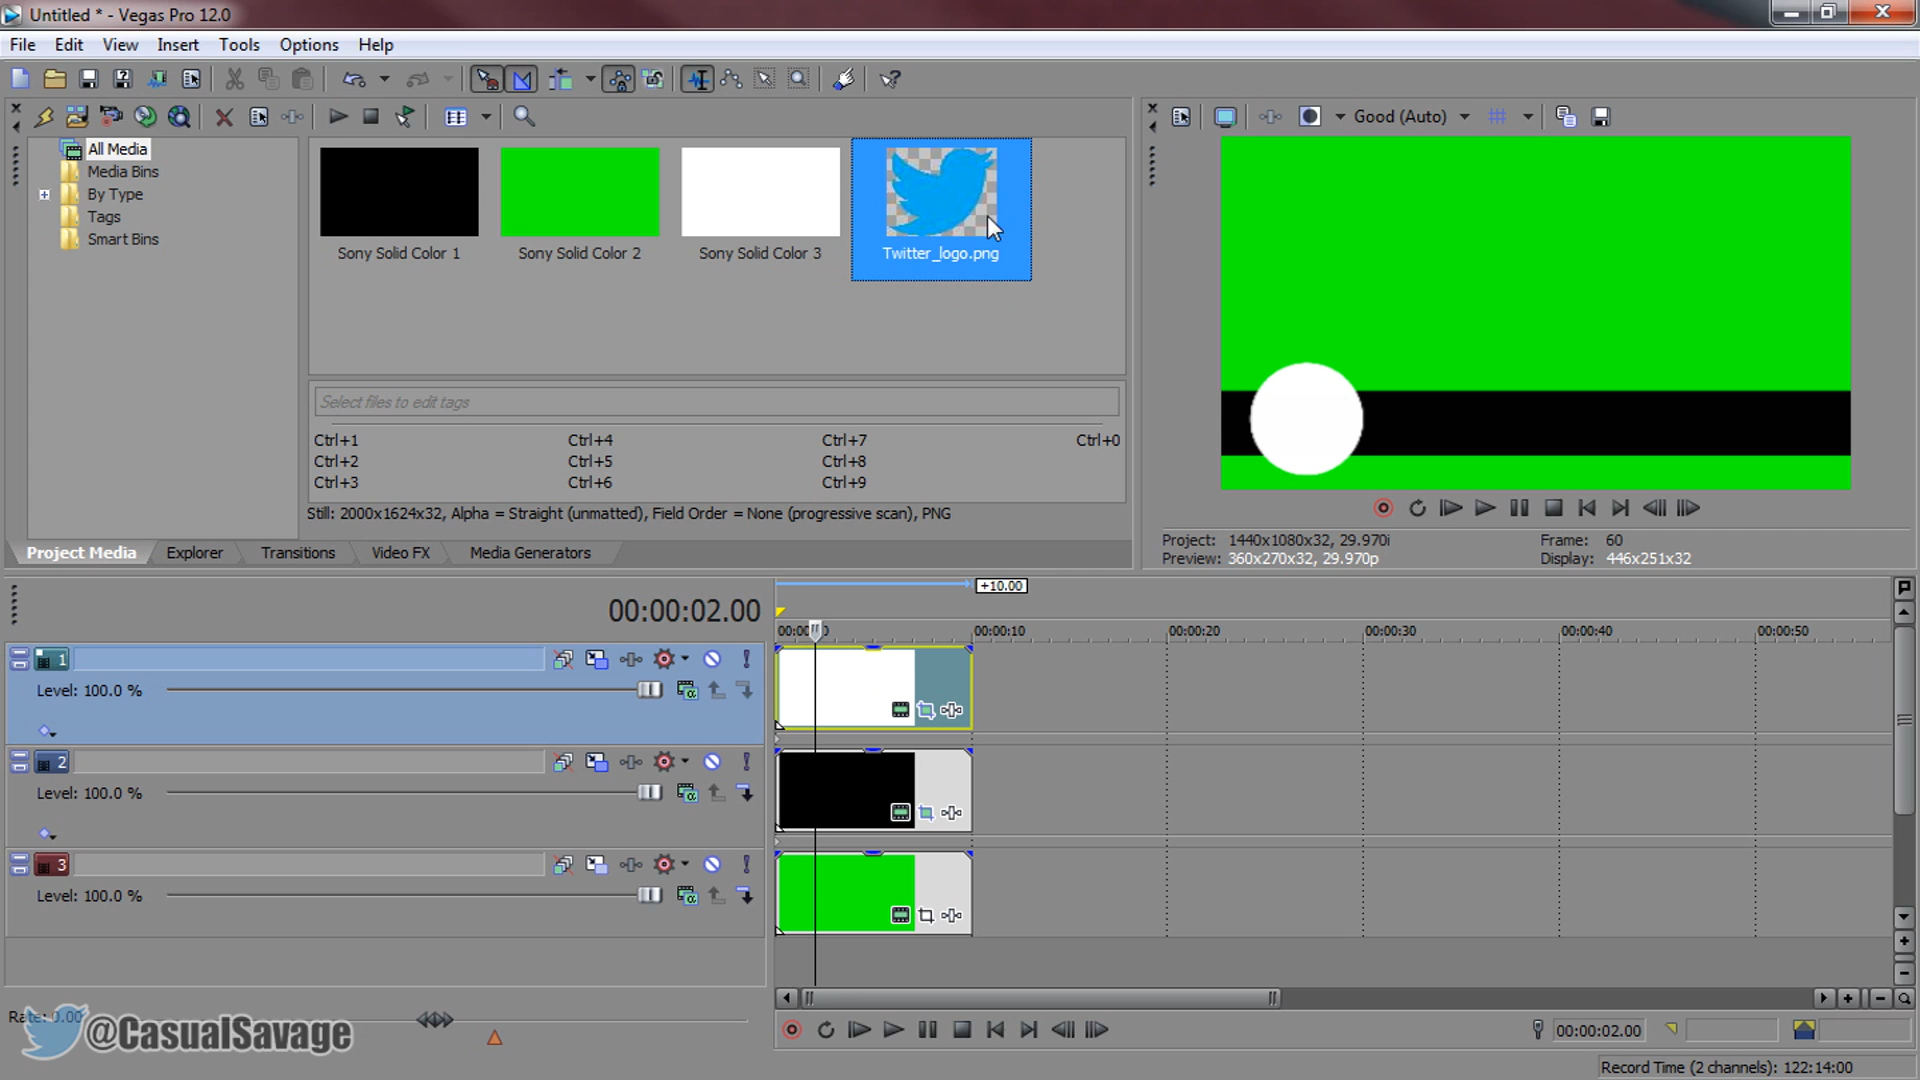 Untitled * - Vegas Pro 12.0
File Edit View Insert Tools Options Help
Good (Auto)
All Media
Media Bins
By Type
Tags
Smart Bins
Sony Solid Color 1
Sony Solid Color 2
Sony Solid Color 3
Twitter_logo.png
Select files to edit tags
Ctrl+1 Ctrl+4 Ctrl+7 Ctrl+0
Ctrl+2 Ctrl+5 Ctrl+8
Ctrl+3 Ctrl+6 Ctrl+9
Still: 2000x1624x32, Alpha = Straight (unmatted), Field Order = None (progressive scan), PNG
Project Media Explorer Transitions Video FX Media Generators
Project: 1440x1080x32, 29.970i Frame: 60
Preview: 360x270x32, 29.970p Display: 446x251x32
+10.00
00:00:02.00
00:00:10 00:00:20 00:00:30 00:00:40 00:00:50
1
Level: 100.0 %
2
Level: 100.0 %
3
Level: 100.0 %
Rate: 0.00
@CasualSavage
00:00:02.00
Record Time (2 channels): 122:14:00